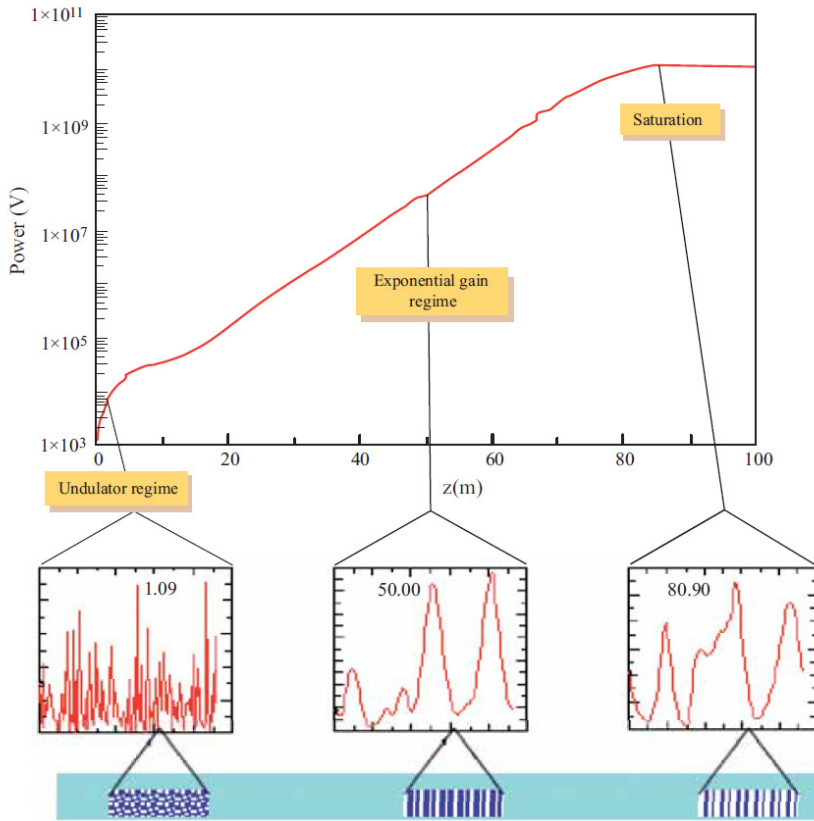 1×10¹¹
1×10⁹
1×10⁷
1×10⁵
1×10³
Power (V)
Saturation
Exponential gain
regime
0 20 40 60 80 100
z(m)
Undulator regime
1.09
50.00
80.90